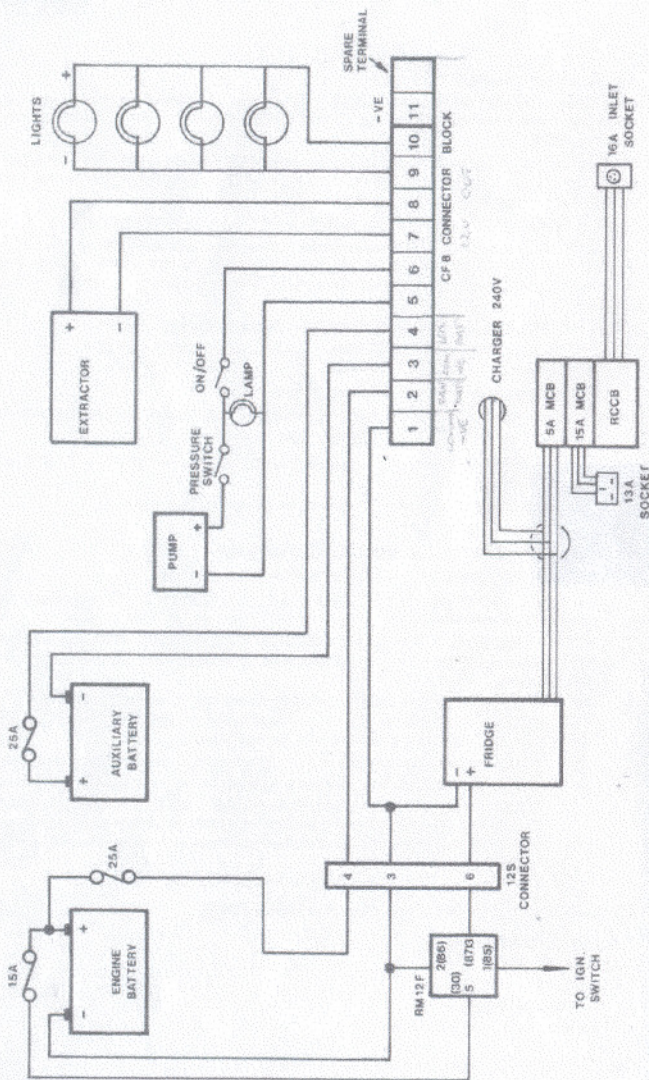 15A
25A
+
-
ENGINE
BATTERY
25A
+
-
AUXILIARY
BATTERY
PUMP
+
-
PRESSURE
SWITCH
ON/OFF
LAMP
EXTRACTOR
+
-
LIGHTS
+
-
RM12F
2(86)
(30)
5
(87)3
1(85)
TO IGN.
SWITCH
4
3
6
12S
CONNECTOR
-
+
FRIDGE
1
2
3
4
5
6
7
8
9
10
11
-VE
SPARE
TERMINAL
CF8 CONNECTOR BLOCK
-VE
CHARGER 240V
5A MCB
15A MCB
RCCB
13A
SOCKET
16A INLET
SOCKET